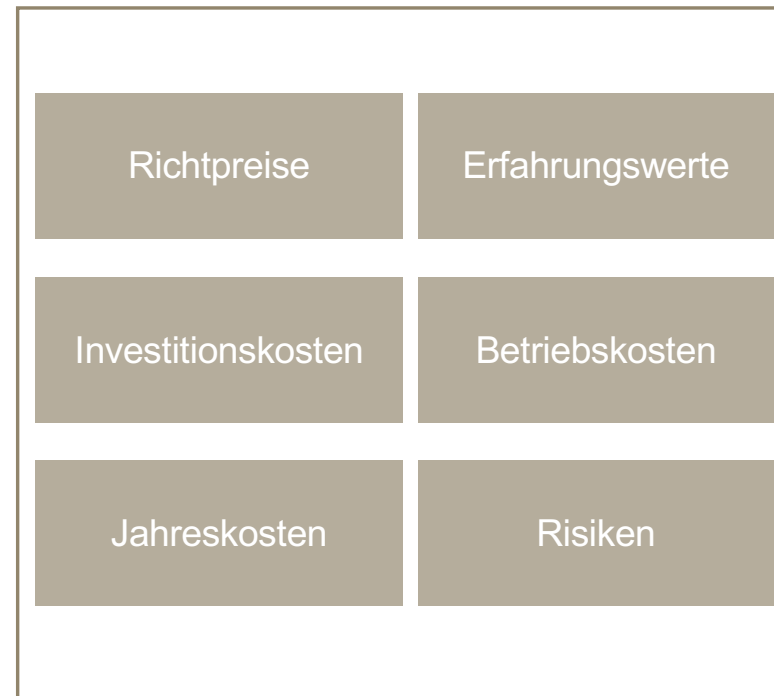 Richtpreise
Erfahrungswerte
Investitionskosten
Betriebskosten
Jahreskosten
Risiken